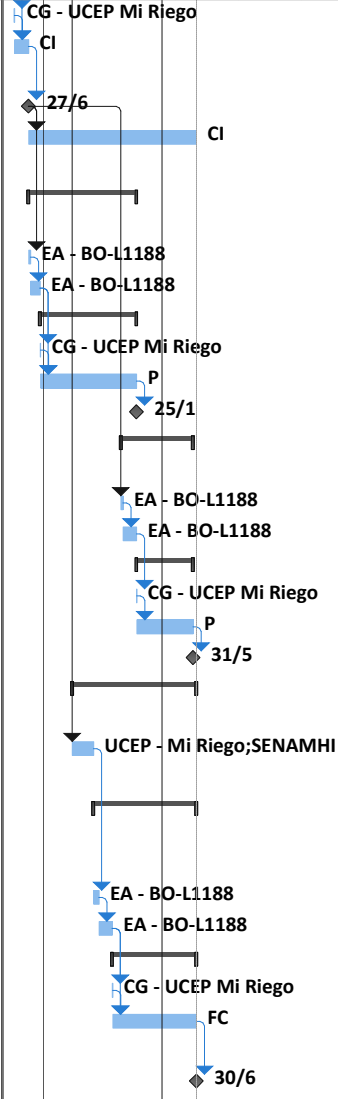 CG - UCEP Mi Riego
CI
27/6
CI
EA - BO-L1188
EA - BO-L1188
CG - UCEP Mi Riego
P
25/1
EA - BO-L1188
EA - BO-L1188
CG - UCEP Mi Riego
P
31/5
UCEP - Mi Riego;SENAMHI
EA - BO-L1188
EA - BO-L1188
CG - UCEP Mi Riego
FC
30/6